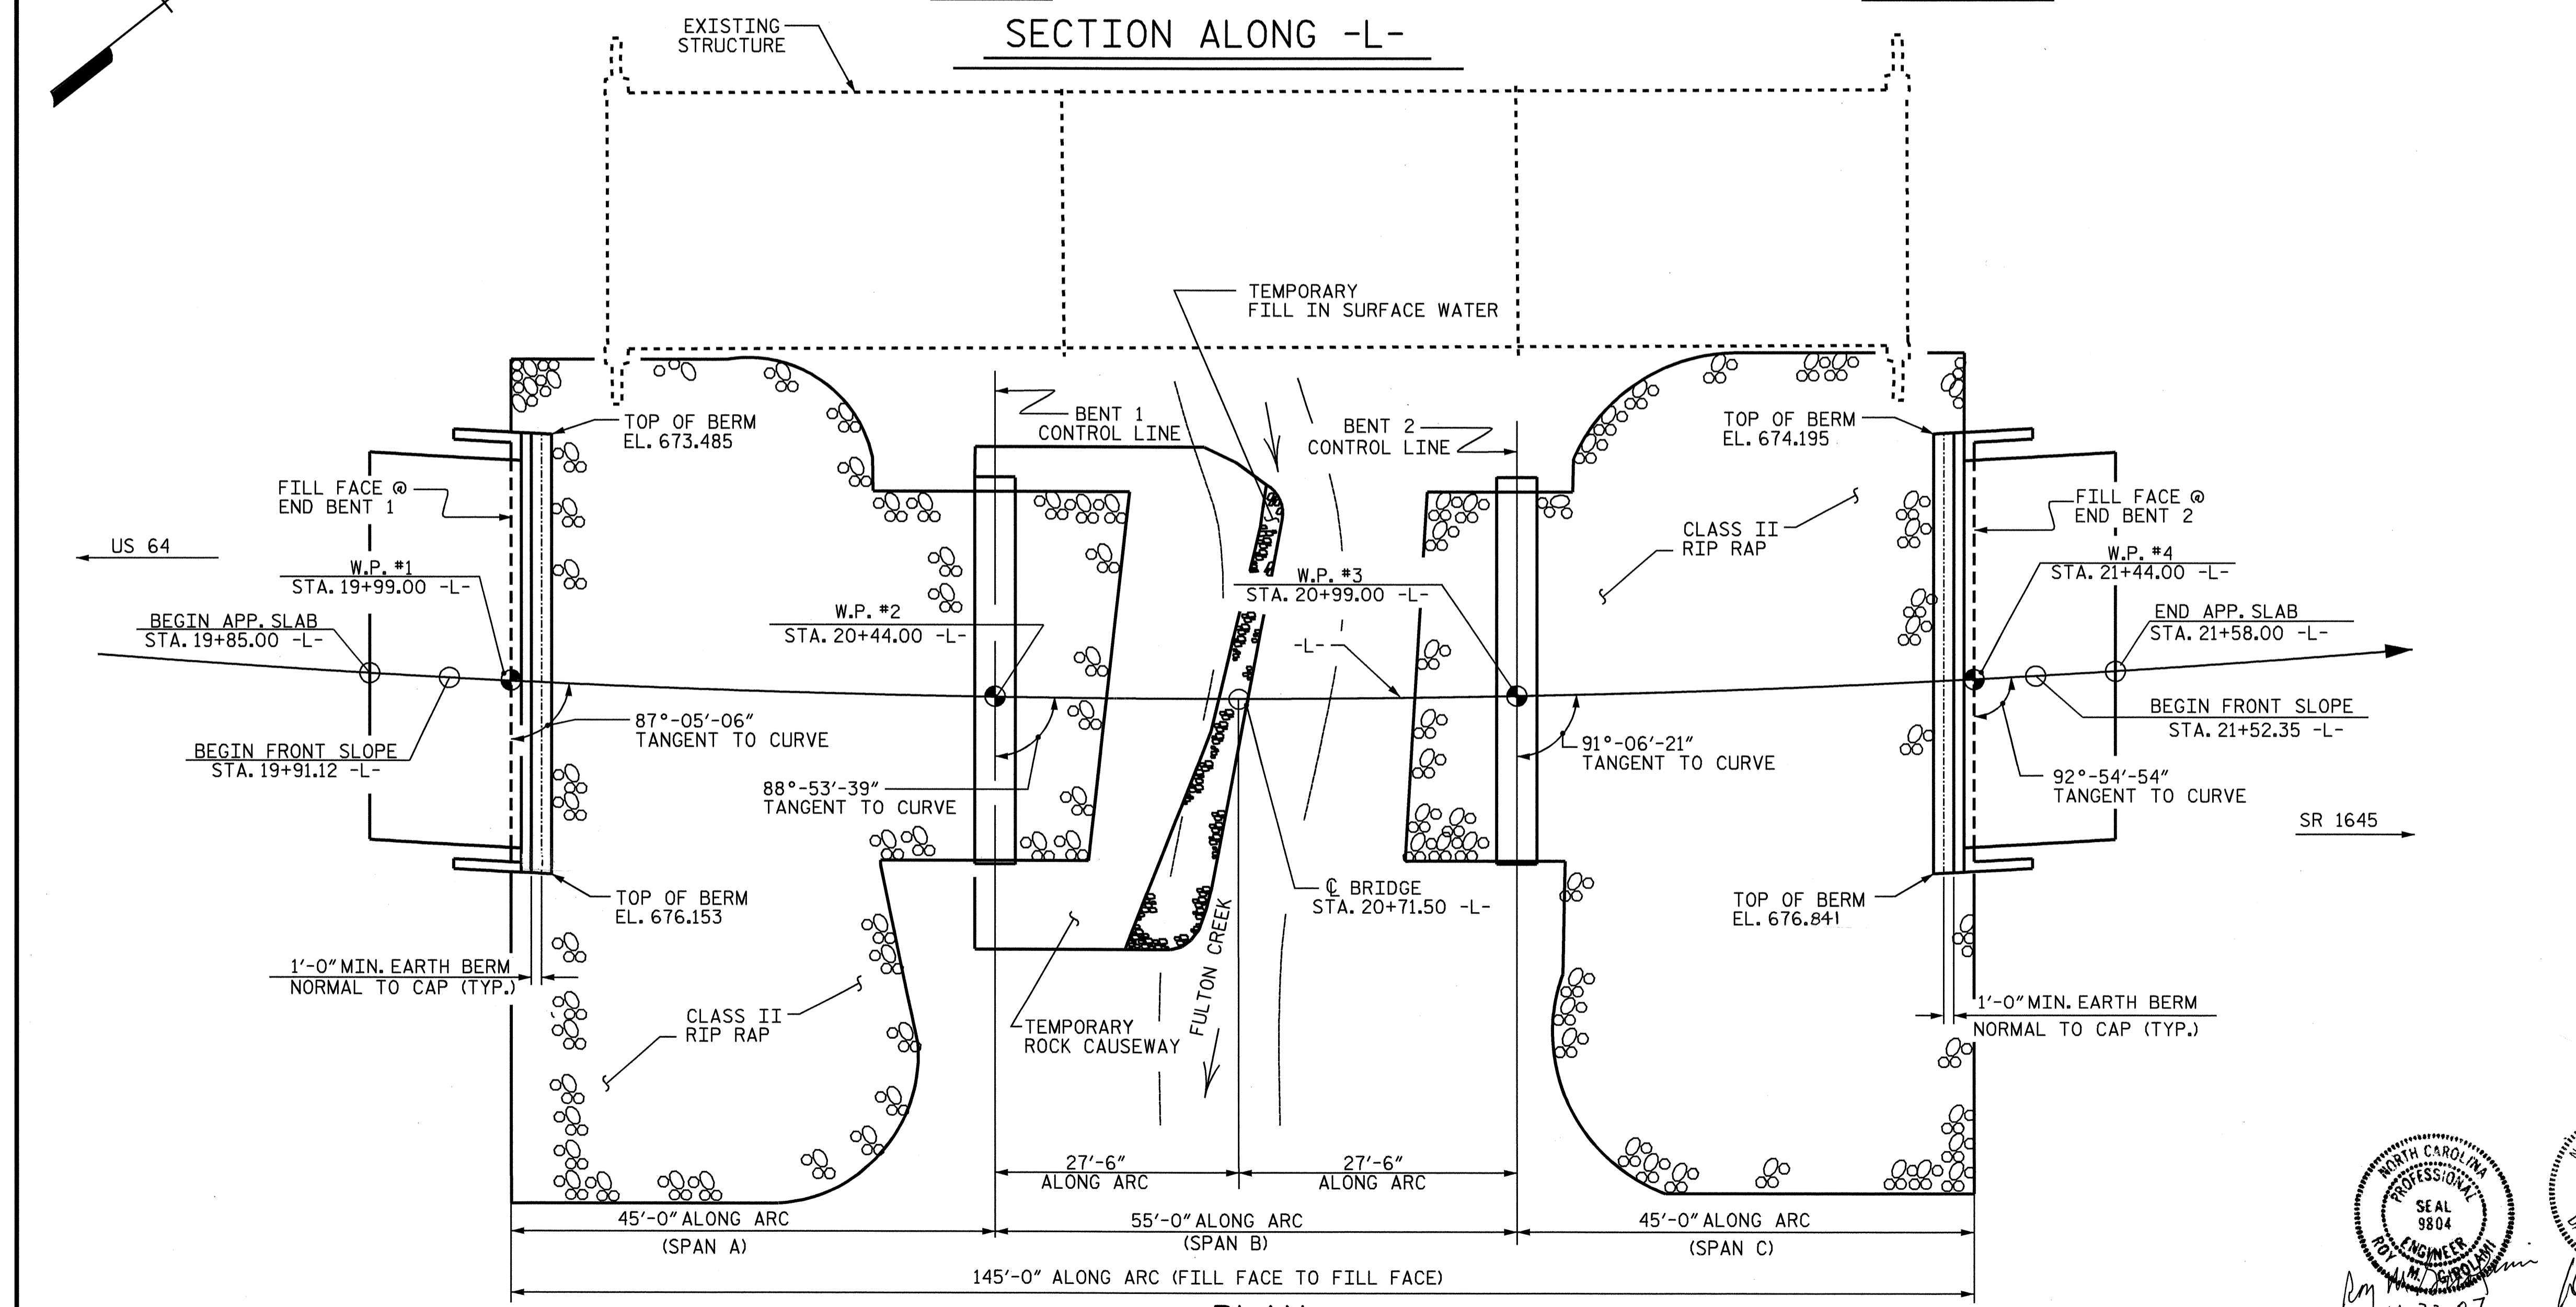 SECTION ALONG -L-
EXISTING
STRUCTURE
TEMPORARY
FILL IN SURFACE WATER
TOP OF BERM
EL. 673.485
BENT 1
CONTROL LINE
BENT 2
CONTROL LINE
TOP OF BERM
EL. 674.195
FILL FACE @
END BENT 1
FILL FACE @
END BENT 2
CLASS II
RIP RAP
US 64
W.P. #1
STA. 19+99.00 -L-
W.P. #2
STA. 20+44.00 -L-
W.P. #3
STA. 20+99.00 -L-
W.P. #4
STA. 21+44.00 -L-
BEGIN APP. SLAB
STA. 19+85.00 -L-
-L-
END APP. SLAB
STA. 21+58.00 -L-
BEGIN FRONT SLOPE
STA. 19+91.12 -L-
87°-05'-06"
TANGENT TO CURVE
88°-53'-39"
TANGENT TO CURVE
91°-06'-21"
TANGENT TO CURVE
BEGIN FRONT SLOPE
STA. 21+52.35 -L-
92°-54'-54"
TANGENT TO CURVE
SR 1645
TOP OF BERM
EL. 676.153
℄ BRIDGE
STA. 20+71.50 -L-
TOP OF BERM
EL. 676.841
1'-0" MIN. EARTH BERM
NORMAL TO CAP (TYP.)
CLASS II
RIP RAP
TEMPORARY
ROCK CAUSEWAY
FULTON CREEK
1'-0" MIN. EARTH BERM
NORMAL TO CAP (TYP.)
27'-6"
ALONG ARC
27'-6"
ALONG ARC
45'-0" ALONG ARC
(SPAN A)
55'-0" ALONG ARC
(SPAN B)
45'-0" ALONG ARC
(SPAN C)
145'-0" ALONG ARC (FILL FACE TO FILL FACE)
PLAN
NORTH CAROLINA
PROFESSIONAL
SEAL
9804
ENGINEER
ROY M. GIROLAMI